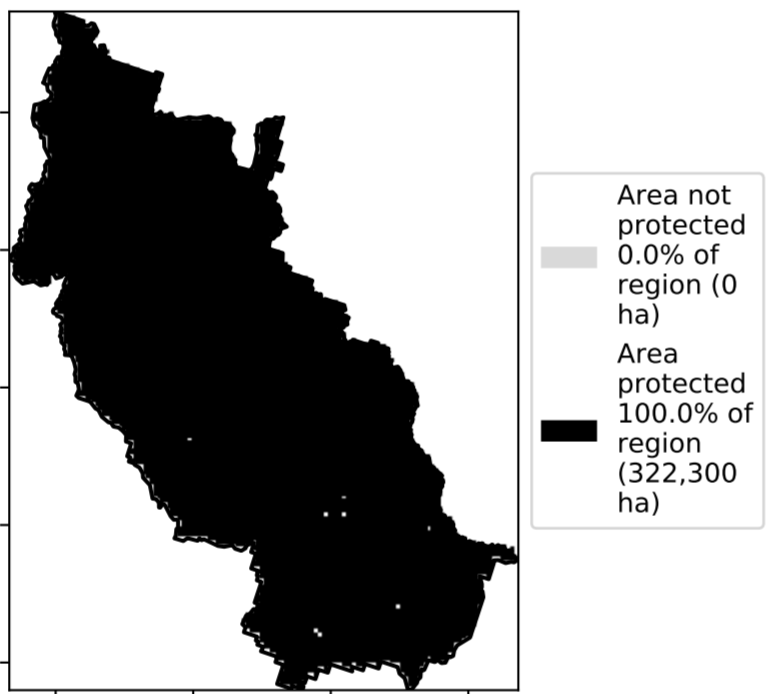 Area not
protected
0.0% of
region (0
ha)
Area
protected
100.0% of
region
(322,300
ha)